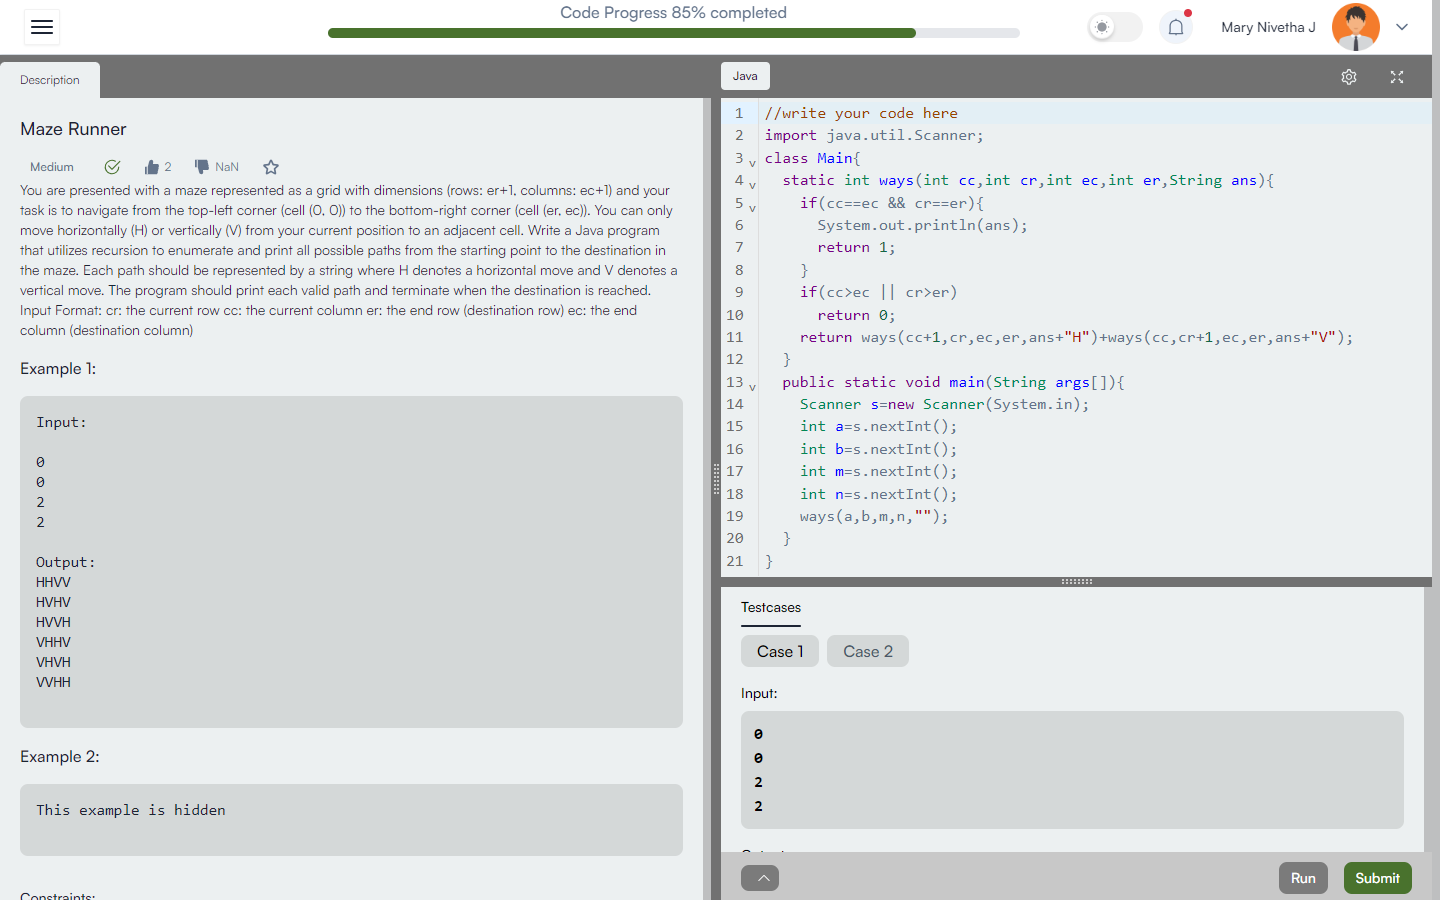 Code Progress 85% completed
Mary Nivetha J
Description
Maze Runner
Medium
2
NaN
You are presented with a maze represented as a grid with dimensions (rows: er+1, columns: ec+1) and your
task is to navigate from the top-left corner (cell (0, 0)) to the bottom-right corner (cell (er, ec)). You can only
move horizontally (H) or vertically (V) from your current position to an adjacent cell. Write a Java program
that utilizes recursion to enumerate and print all possible paths from the starting point to the destination in
the maze. Each path should be represented by a string where H denotes a horizontal move and V denotes a
vertical move. The program should print each valid path and terminate when the destination is reached.
Input Format: cr: the current row cc: the current column er: the end row (destination row) ec: the end
column (destination column)
Example 1:
Input:
0
0
2
2
Output:
HHVV
HVHV
HVVH
VHHV
VHVH
VVHH
Example 2:
This example is hidden
Constraints:
Java
1 //write your code here
2 import java.util.Scanner;
3 class Main{
4 static int ways(int cc,int cr,int ec,int er,String ans){
5 if(cc==ec && cr==er){
6 System.out.println(ans);
7 return 1;
8 }
9 if(cc>ec || cr>er)
10 return 0;
11 return ways(cc+1,cr,ec,er,ans+"H")+ways(cc,cr+1,ec,er,ans+"V");
12 }
13 public static void main(String args[]){
14 Scanner s=new Scanner(System.in);
15 int a=s.nextInt();
16 int b=s.nextInt();
17 int m=s.nextInt();
18 int n=s.nextInt();
19 ways(a,b,m,n,"");
20 }
21 }
Testcases
Case 1
Case 2
Input:
0
0
2
2
Run
Submit